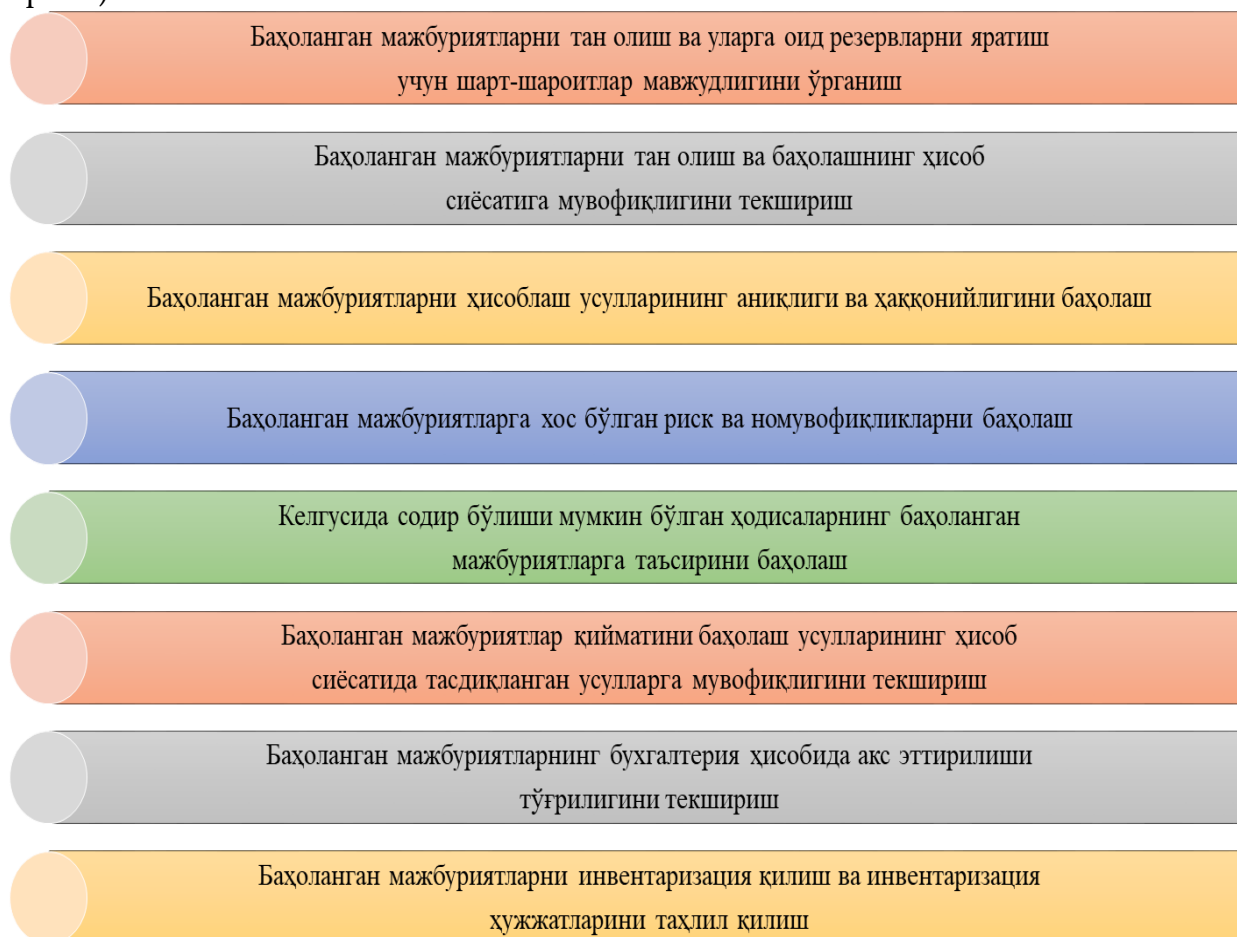 Баҳоланган мажбуриятларни тан олиш ва уларга оид резервларни яратиш
учун шарт-шароитлар мавжудлигини ўрганиш
Баҳоланган мажбуриятларни тан олиш ва баҳолашнинг ҳисоб
сиёсатига мувофиқлигини текшириш
Баҳоланган мажбуриятларни ҳисоблаш усулларининг аниқлиги ва ҳаққонийлигини баҳолаш
Баҳоланган мажбуриятларга хос бўлган риск ва номувофиқликларни баҳолаш
Келгусида содир бўлиши мумкин бўлган ҳодисаларнинг баҳоланган
мажбуриятларга таъсирини баҳолаш
Баҳоланган мажбуриятлар қийматини баҳолаш усулларининг ҳисоб
сиёсатида тасдиқланган усулларга мувофиқлигини текшириш
Баҳоланган мажбуриятларнинг бухгалтерия ҳисобида акс эттирилиши
тўғрилигини текшириш
Баҳоланган мажбуриятларни инвентаризация қилиш ва инвентаризация
ҳужжатларини таҳлил қилиш